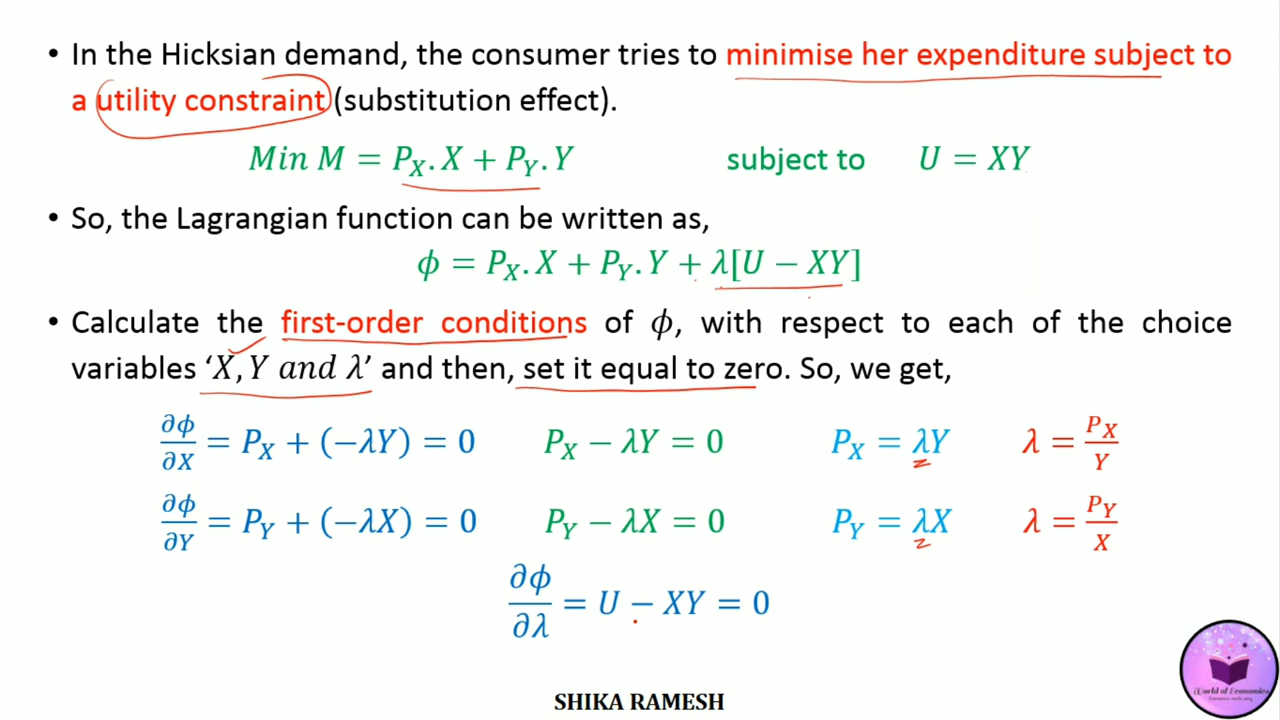 • In the Hicksian demand, the consumer tries to minimise her expenditure subject to
a utility constraint (substitution effect).
Min M = P_X . X + P_Y . Y subject to U = XY
• So, the Lagrangian function can be written as,
ϕ = P_X . X + P_Y . Y + λ[U − XY]
• Calculate the first-order conditions of ϕ, with respect to each of the choice
variables ‘X, Y and λ’ and then, set it equal to zero. So, we get,
∂ϕ/∂X = P_X + (−λY) = 0 P_X − λY = 0 P_X = λY λ = P_X/Y
∂ϕ/∂Y = P_Y + (−λX) = 0 P_Y − λX = 0 P_Y = λX λ = P_Y/X
∂ϕ/∂λ = U − XY = 0
SHIKA RAMESH
World of Economics